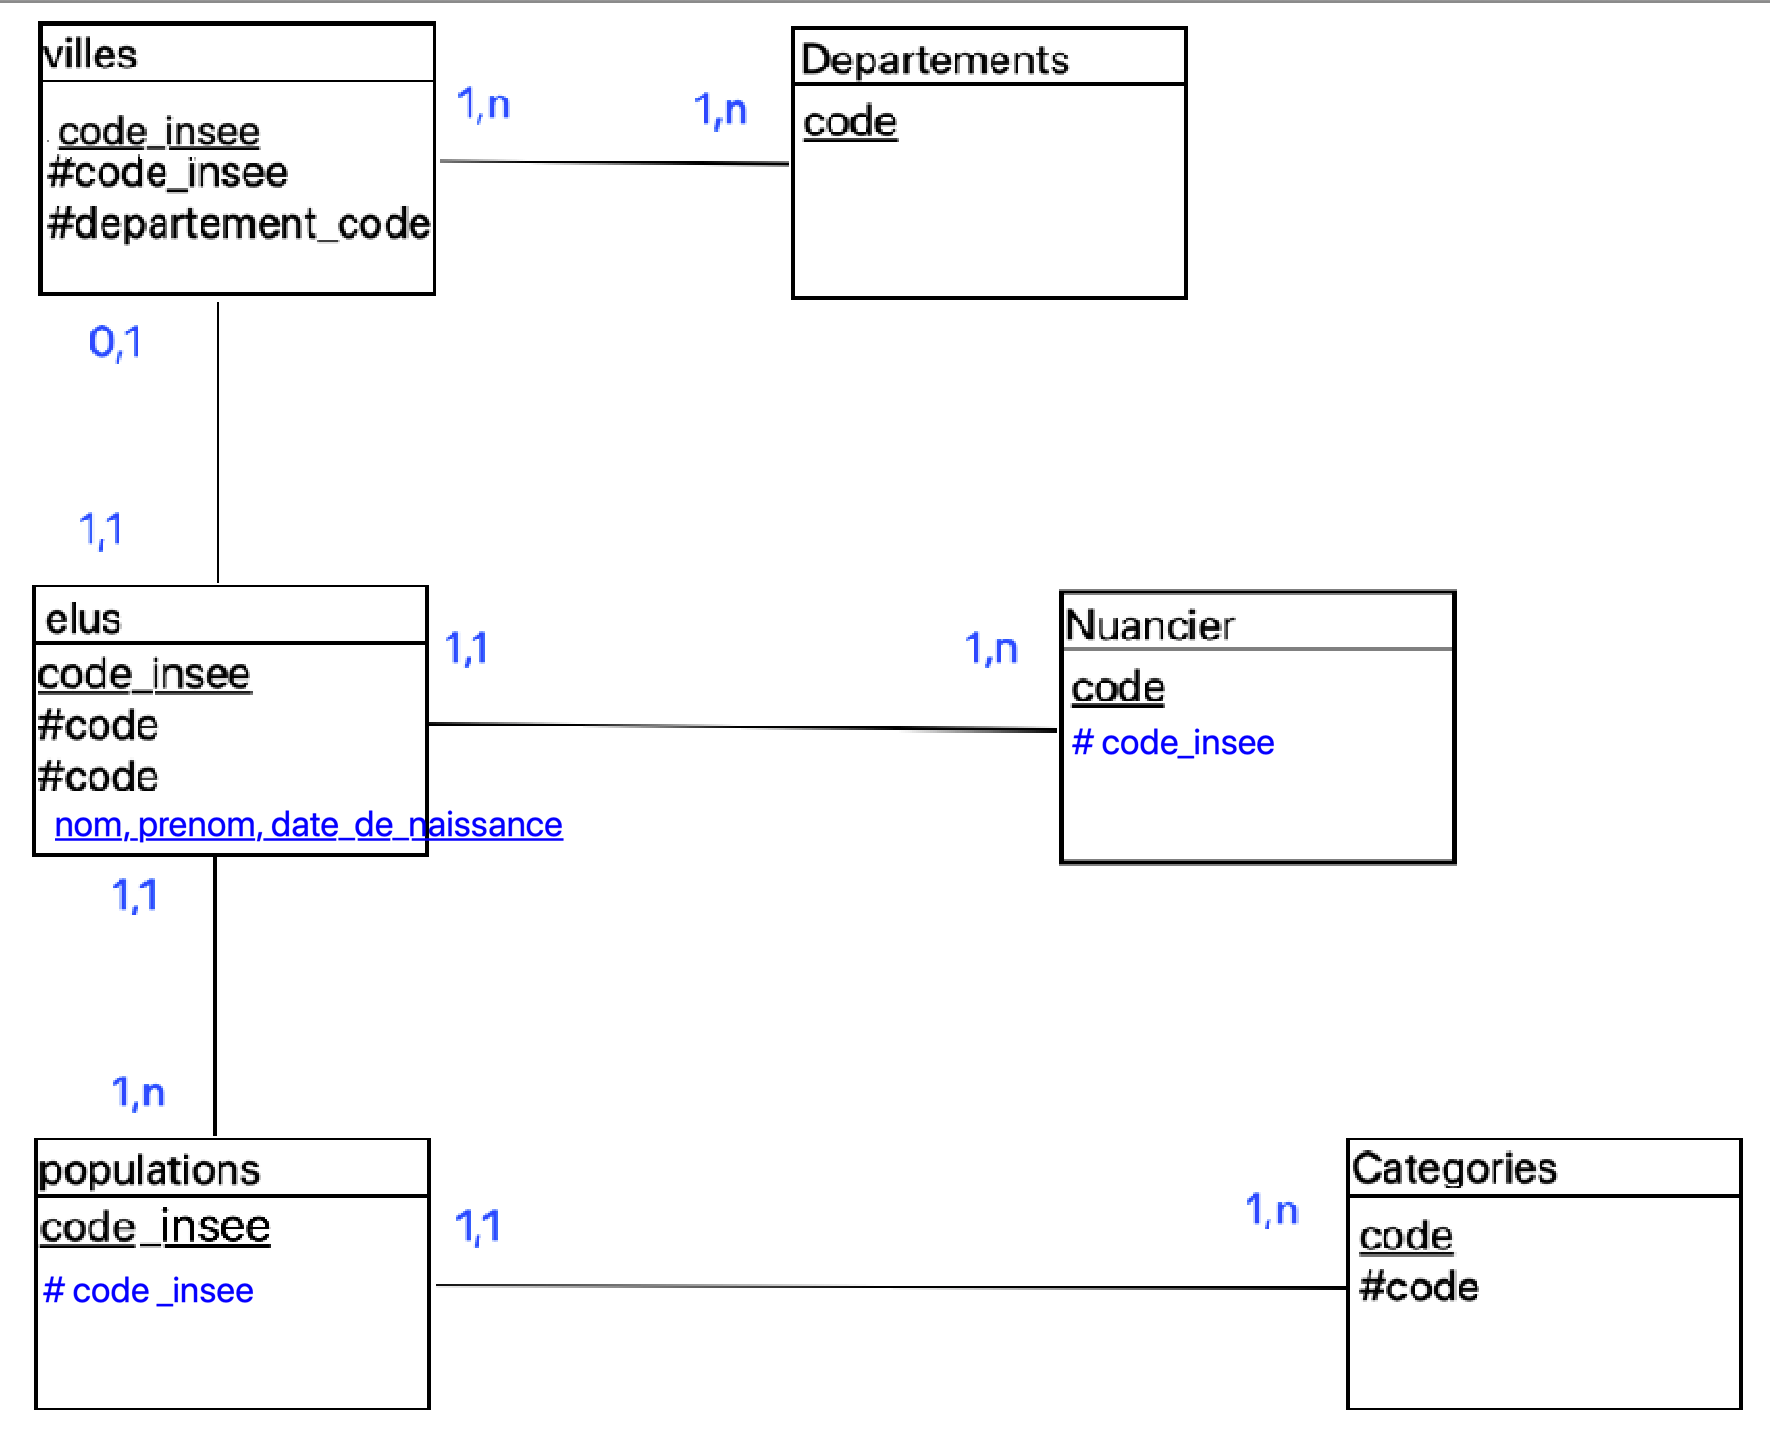 villes
code_insee
#code_insee
#departement_code
1,n
1,n
Departements
code
0,1
1,1
elus
code_insee
#code
#code
nom, prenom, date_de_naissance
1,1
1,n
Nuancier
code
# code_insee
1,1
1,n
populations
code_insee
# code _insee
1,1
1,n
Categories
code
#code